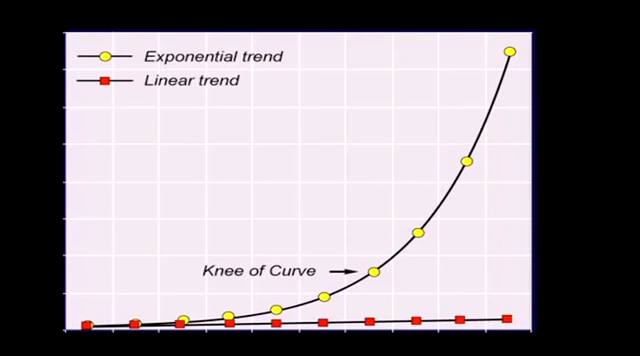 Exponential trend
Linear trend
Knee of Curve